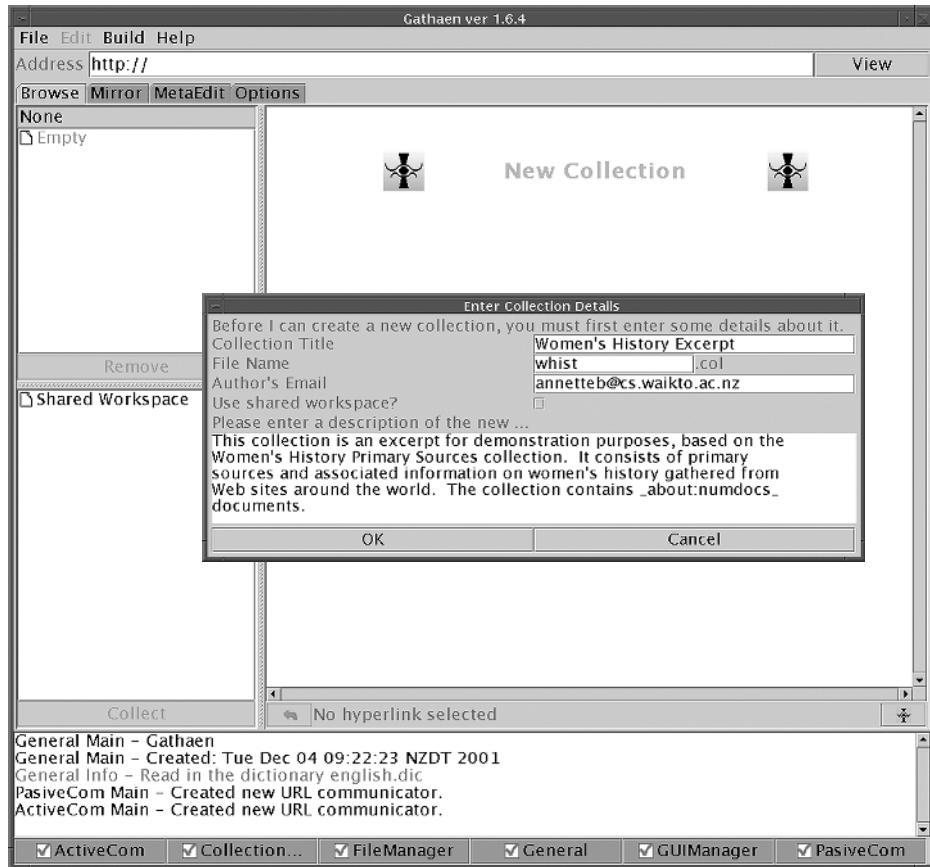 Gathaen ver 1.6.4
File Edit Build Help
Address http:// View
Browse Mirror MetaEdit Options
None
Empty
New Collection
Enter Collection Details
Before I can create a new collection, you must first enter some details about it.
Collection Title Women's History Excerpt
File Name whist .col
Author's Email annetteb@cs.waikto.ac.nz
Use shared workspace?
Please enter a description of the new ...
This collection is an excerpt for demonstration purposes, based on the
Women's History Primary Sources collection. It consists of primary
sources and associated information on women's history gathered from
Web sites around the world. The collection contains _about:numdocs_
documents.
OK Cancel
Remove
Shared Workspace
Collect
No hyperlink selected
General Main - Gathaen
General Main - Created: Tue Dec 04 09:22:23 NZDT 2001
General Info - Read in the dictionary english.dic
PasiveCom Main - Created new URL communicator.
ActiveCom Main - Created new URL communicator.
ActiveCom Collection... FileManager General GUIManager PasiveCom